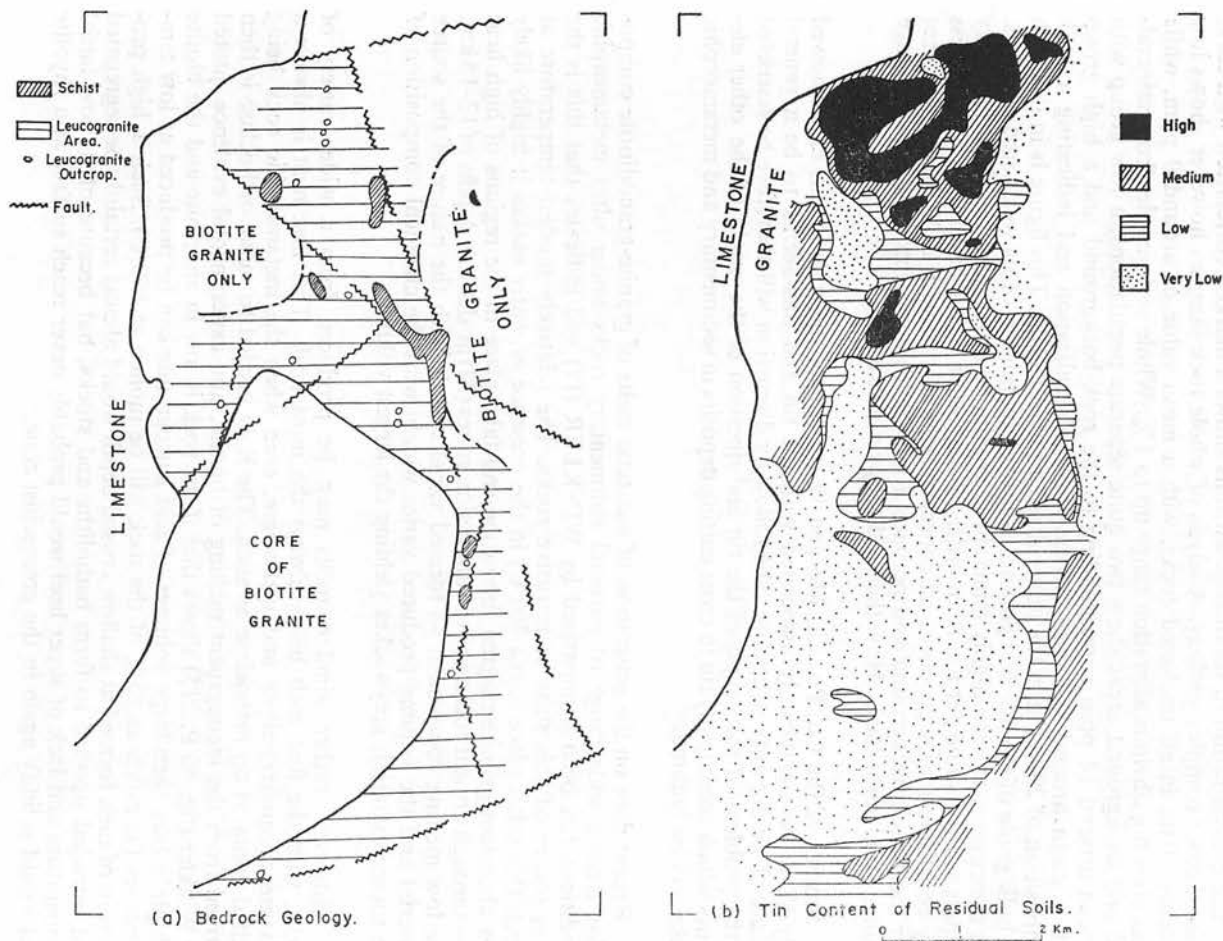 Schist
Leucogranite
Area.
Leucogranite
Outcrop.
Fault.
BIOTITE
GRANITE
ONLY
BIOTITE GRANITE
ONLY
LIMESTONE
CORE
OF
BIOTITE
GRANITE
(a) Bedrock Geology.
LIMESTONE
GRANITE
High
Medium
Low
Very Low
(b) Tin Content of Residual Soils.
0 1 2 Km.